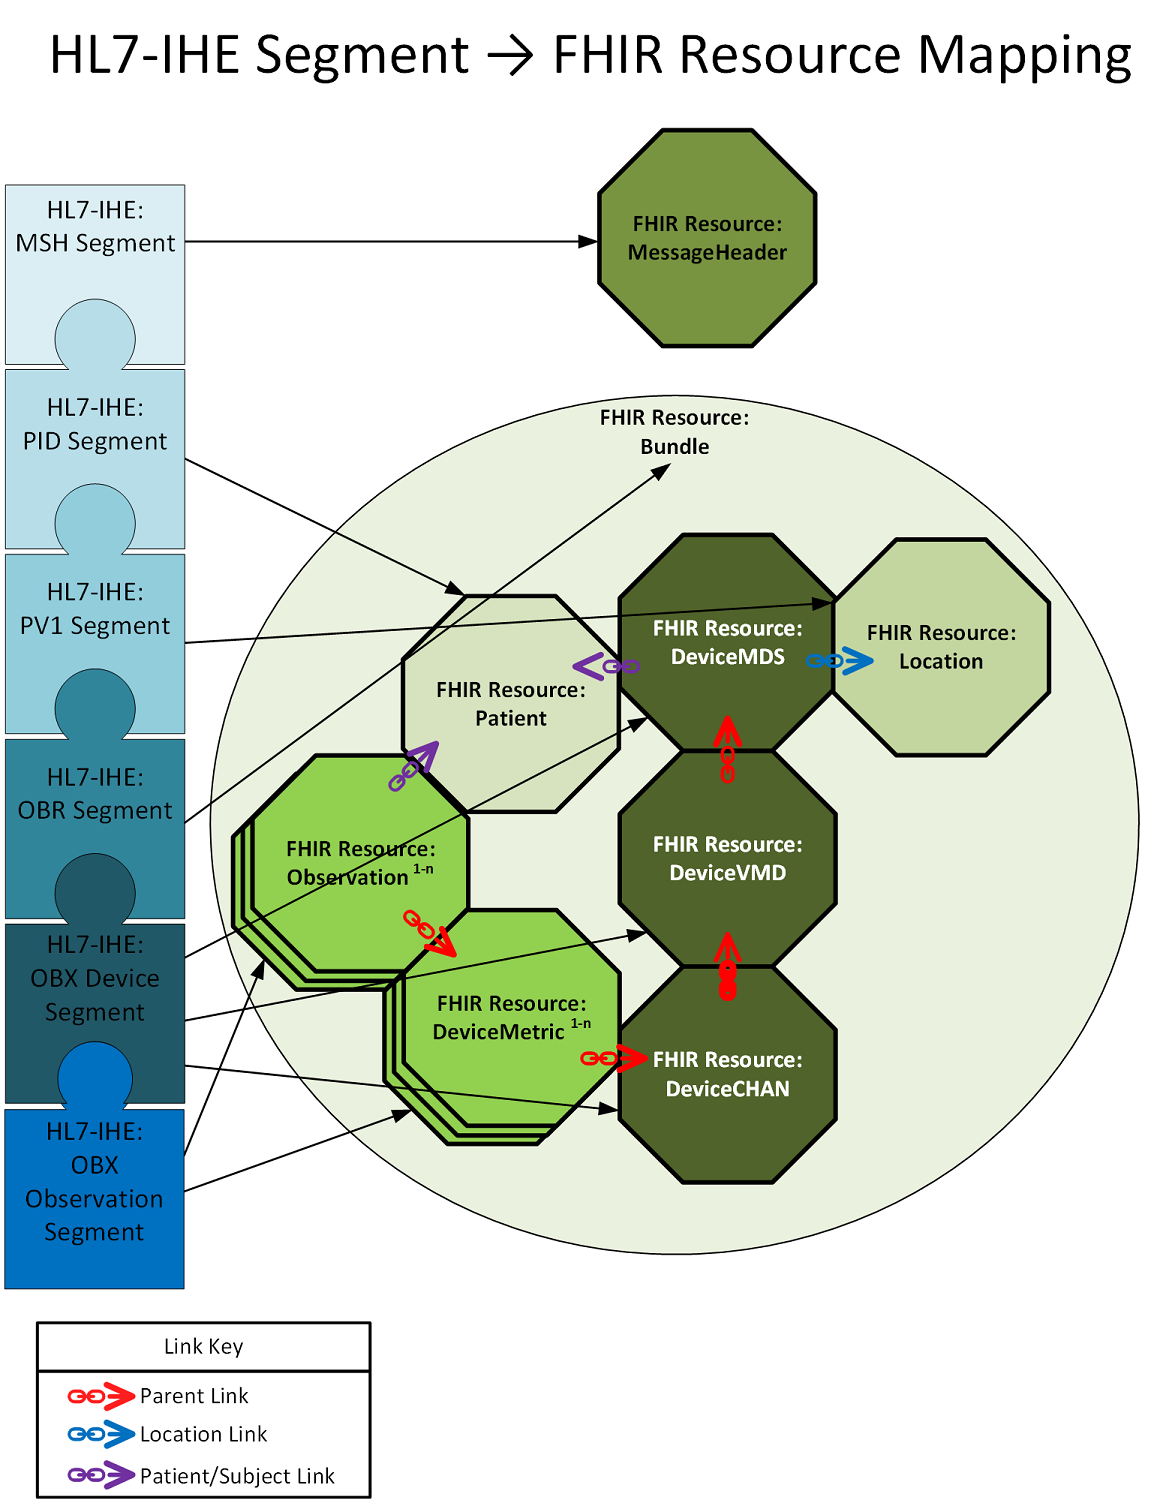 HL7-IHE Segment → FHIR Resource Mapping
HL7-IHE:
MSH Segment
FHIR Resource:
MessageHeader
HL7-IHE:
PID Segment
FHIR Resource:
Bundle
HL7-IHE:
PV1 Segment
FHIR Resource:
DeviceMDS
FHIR Resource:
Location
FHIR Resource:
Patient
HL7-IHE:
OBR Segment
FHIR Resource:
Observation 1-n
FHIR Resource:
DeviceVMD
HL7-IHE:
OBX Device
Segment
FHIR Resource:
DeviceMetric 1-n
FHIR Resource:
DeviceCHAN
HL7-IHE:
OBX
Observation
Segment
Link Key
Parent Link
Location Link
Patient/Subject Link